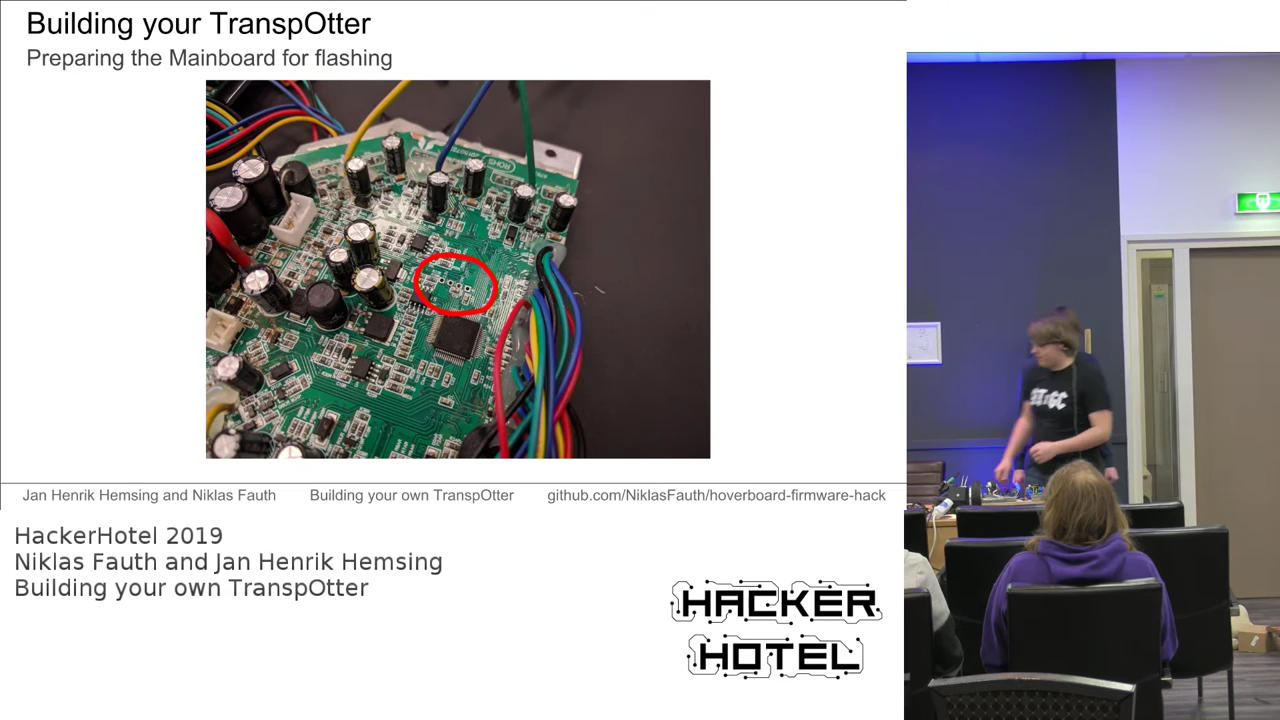 Building your TranspOtter
Preparing the Mainboard for flashing
ROHS
Jan Henrik Hemsing and Niklas Fauth
Building your own TranspOtter
github.com/NiklasFauth/hoverboard-firmware-hack
HackerHotel 2019
Niklas Fauth and Jan Henrik Hemsing
Building your own TranspOtter
HACKER
HOTEL